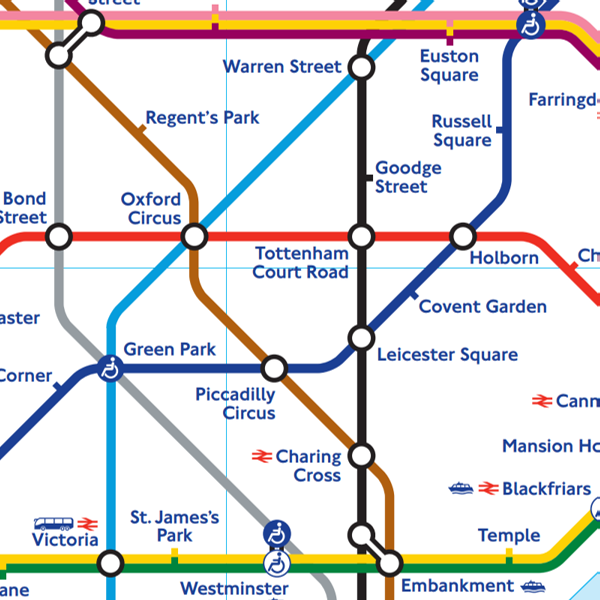 Street
Warren Street
Euston
Square
Farringd
Regent's Park
Russell
Square
Goodge
Street
Bond
Street
Oxford
Circus
Tottenham
Court Road
Holborn
Ch
Covent Garden
aster
Green Park
Leicester Square
Corner
Piccadilly
Circus
Cann
Charing
Cross
Mansion Ho
Blackfriars
St. James's
Park
Victoria
Temple
Westminster
Embankment
ane